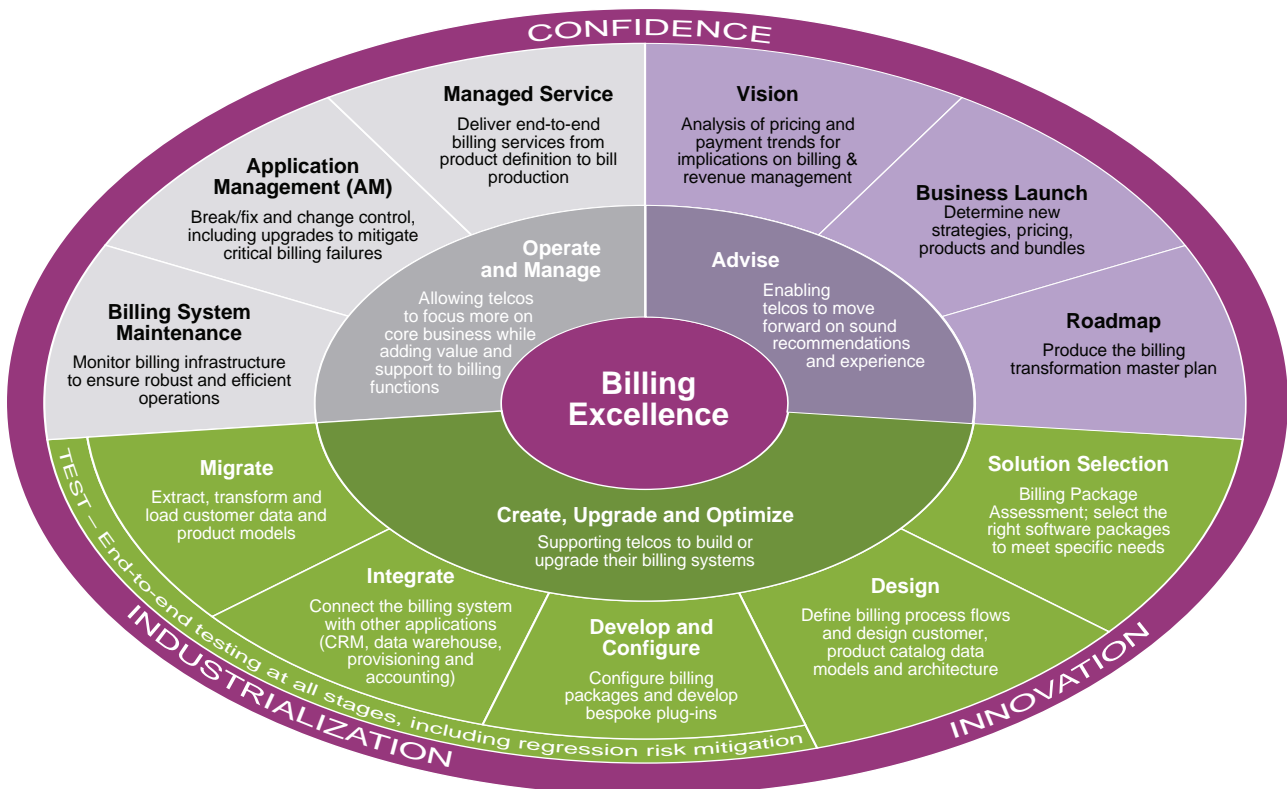 CONFIDENCE
Managed Service
Deliver end-to-end
billing services from
product definition to bill
production
Vision
Analysis of pricing and
payment trends for
implications on billing &
revenue management
Application
Management (AM)
Break/fix and change control,
including upgrades to mitigate
critical billing failures
Business Launch
Determine new
strategies, pricing,
products and bundles
Operate
and Manage
Allowing telcos
to focus more on
core business while
adding value and
support to billing
functions
Advise
Enabling
telcos to move
forward on sound
recommendations
and experience
Billing System
Maintenance
Monitor billing infrastructure
to ensure robust and efficient
operations
Roadmap
Produce the billing
transformation master plan
Billing
Excellence
Migrate
Extract, transform and
load customer data and
product models
Create, Upgrade and Optimize
Supporting telcos to build or
upgrade their billing systems
Solution Selection
Billing Package
Assessment; select the
right software packages
to meet specific needs
Integrate
Connect the billing system
with other applications
(CRM, data warehouse,
provisioning and
accounting)
Develop and
Configure
Configure billing
packages and develop
bespoke plug-ins
Design
Define billing process flows
and design customer,
product catalog data
models and architecture
TEST – End-to-end testing at all stages, including regression risk mitigation
INDUSTRIALIZATION
INNOVATION